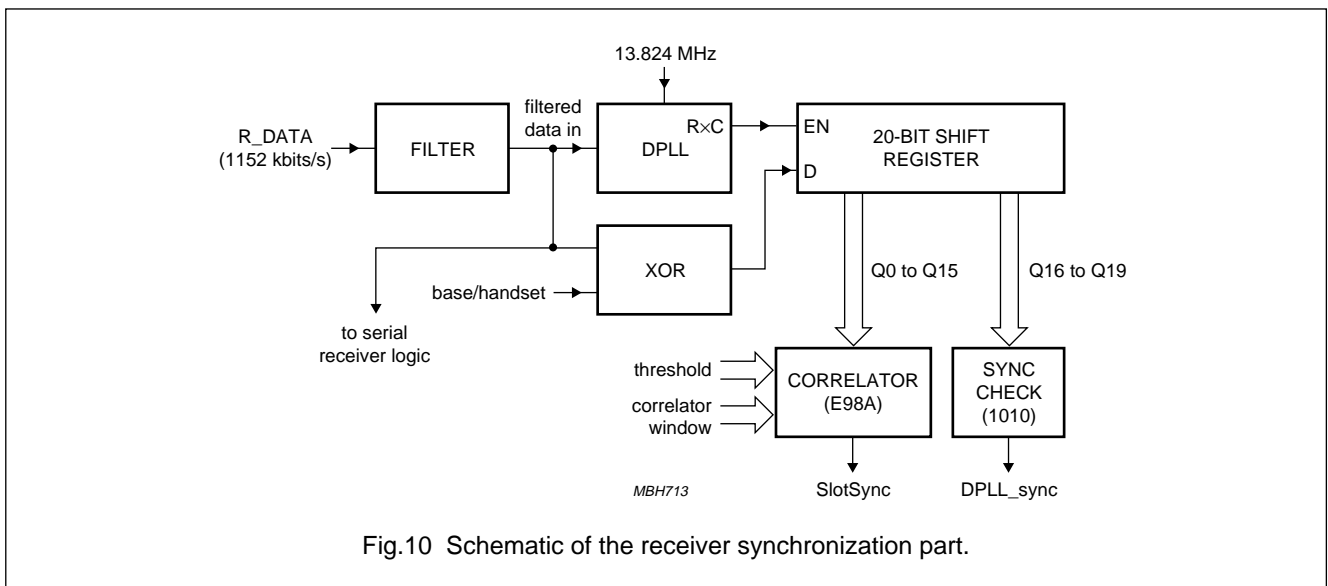 13.824 MHz
R_DATA
(1152 kbits/s)
FILTER
filtered
data in
DPLL
R×C
EN
D
20-BIT SHIFT
REGISTER
XOR
base/handset
to serial
receiver logic
Q0 to Q15
Q16 to Q19
threshold
correlator
window
CORRELATOR
(E98A)
SYNC
CHECK
(1010)
MBH713
SlotSync
DPLL_sync
Fig.10 Schematic of the receiver synchronization part.